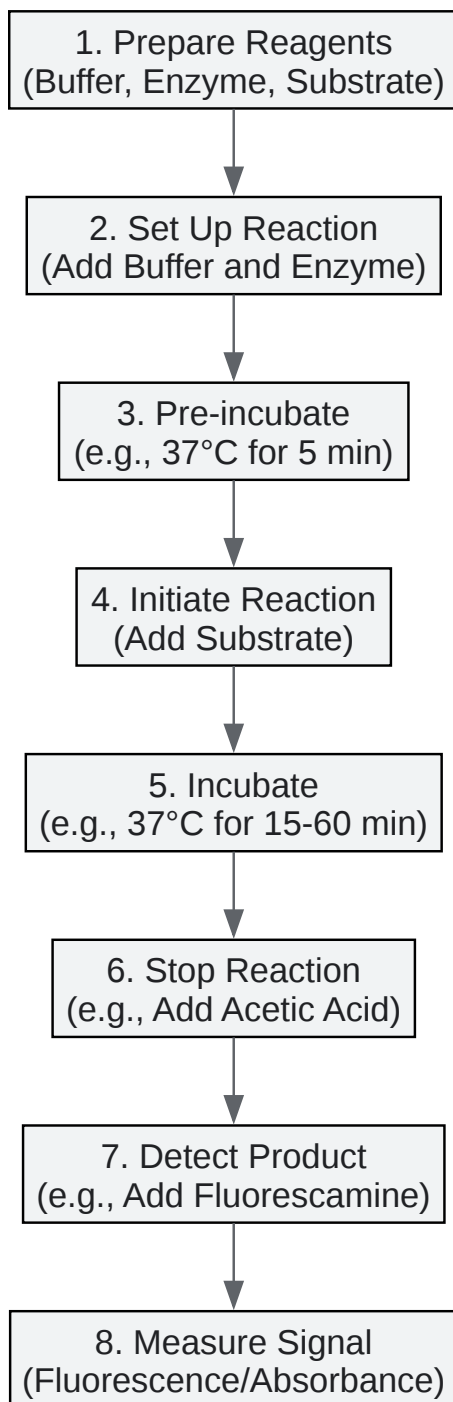 1. Prepare Reagents
(Buffer, Enzyme, Substrate)
2. Set Up Reaction
(Add Buffer and Enzyme)
3. Pre-incubate
(e.g., 37°C for 5 min)
4. Initiate Reaction
(Add Substrate)
5. Incubate
(e.g., 37°C for 15-60 min)
6. Stop Reaction
(e.g., Add Acetic Acid)
7. Detect Product
(e.g., Add Fluorescamine)
8. Measure Signal
(Fluorescence/Absorbance)